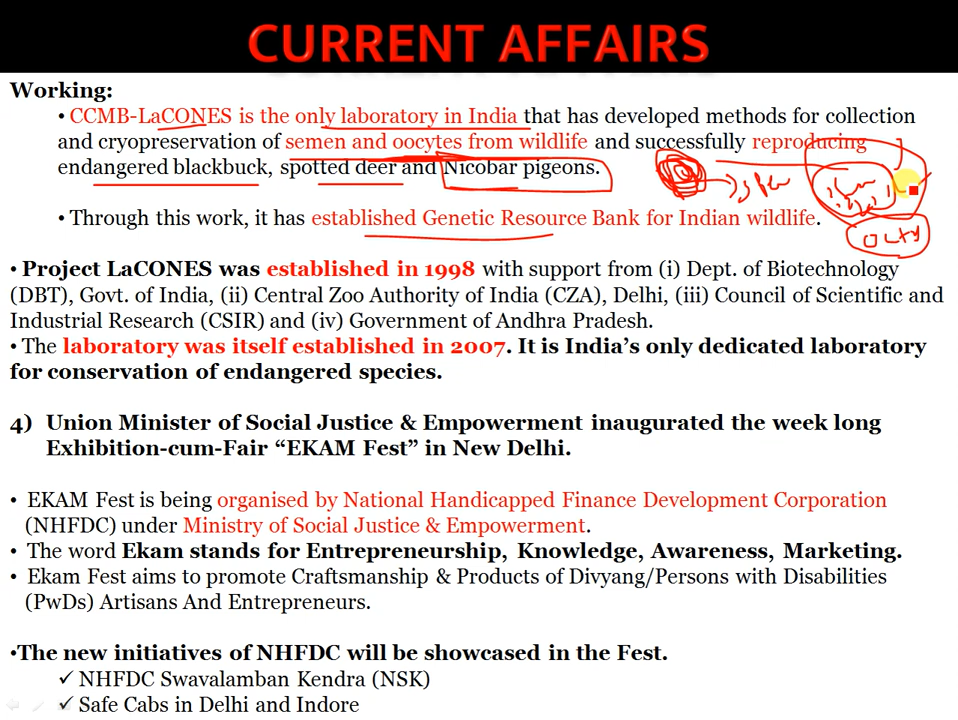 CURRENT AFFAIRS
Working:
• CCMB-LaCONES is the only laboratory in India that has developed methods for collection
and cryopreservation of semen and oocytes from wildlife and successfully reproducing
endangered blackbuck, spotted deer and Nicobar pigeons.
• Through this work, it has established Genetic Resource Bank for Indian wildlife.
• Project LaCONES was established in 1998 with support from (i) Dept. of Biotechnology
(DBT), Govt. of India, (ii) Central Zoo Authority of India (CZA), Delhi, (iii) Council of Scientific and
Industrial Research (CSIR) and (iv) Government of Andhra Pradesh.
• The laboratory was itself established in 2007. It is India's only dedicated laboratory
for conservation of endangered species.
4) Union Minister of Social Justice & Empowerment inaugurated the week long
Exhibition-cum-Fair “EKAM Fest” in New Delhi.
• EKAM Fest is being organised by National Handicapped Finance Development Corporation
(NHFDC) under Ministry of Social Justice & Empowerment.
• The word Ekam stands for Entrepreneurship, Knowledge, Awareness, Marketing.
• Ekam Fest aims to promote Craftsmanship & Products of Divyang/Persons with Disabilities
(PwDs) Artisans And Entrepreneurs.
•The new initiatives of NHFDC will be showcased in the Fest.
✓ NHFDC Swavalamban Kendra (NSK)
✓ Safe Cabs in Delhi and Indore